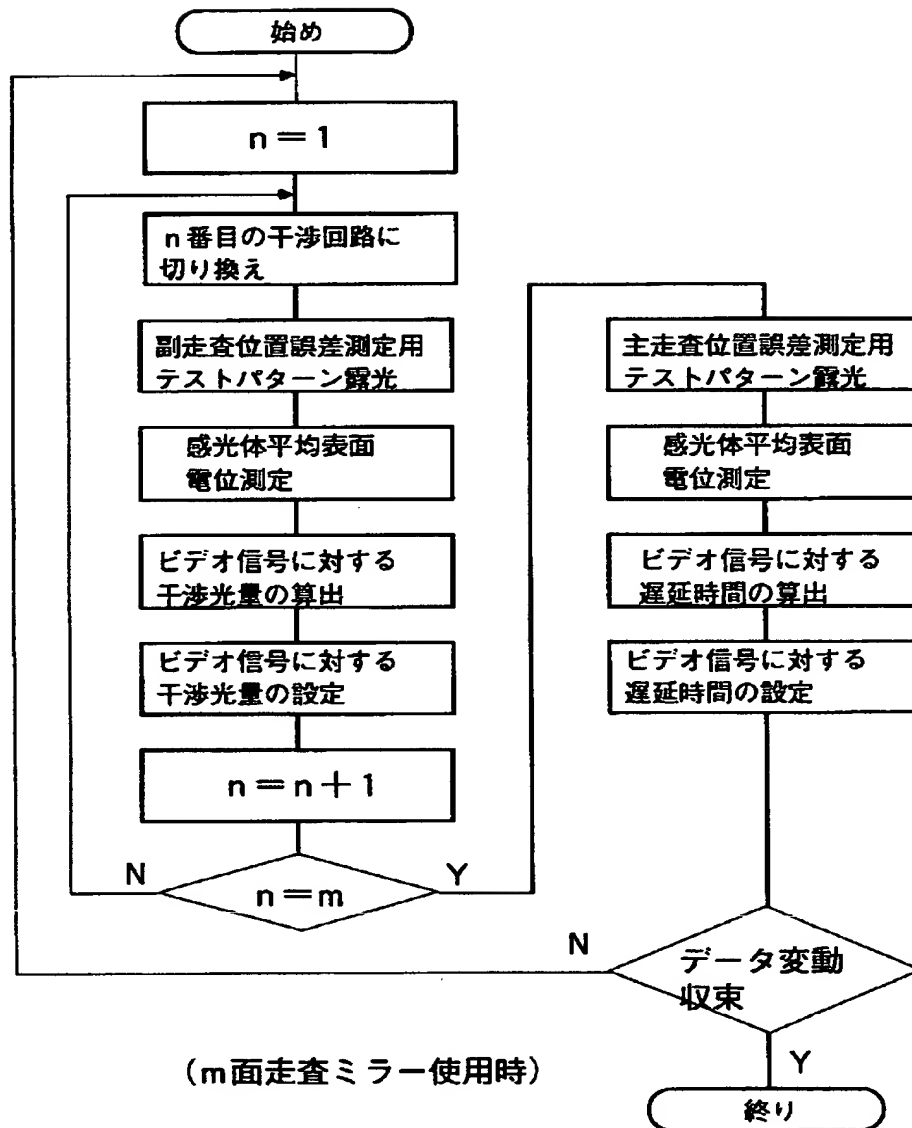 始め
n＝1
n番目の干渉回路に
切り換え
副走査位置誤差測定用
テストパターン露光
感光体平均表面
電位測定
ビデオ信号に対する
干渉光量の算出
ビデオ信号に対する
干渉光量の設定
n＝n＋1
N
n＝m
Y
主走査位置誤差測定用
テストパターン露光
感光体平均表面
電位測定
ビデオ信号に対する
遅延時間の算出
ビデオ信号に対する
遅延時間の設定
N
データ変動
収束
Y
終り
（m面走査ミラー使用時）